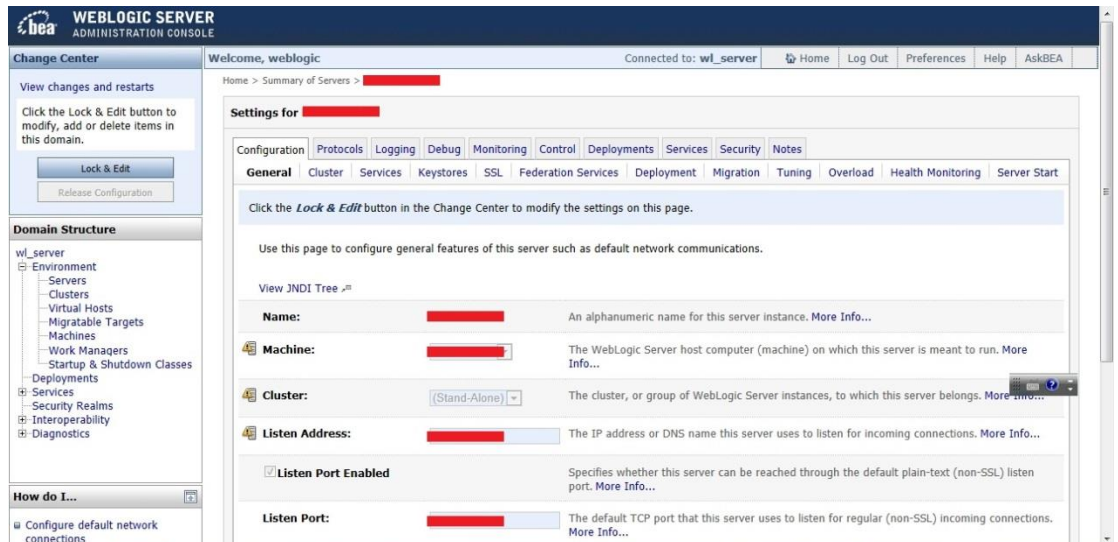 bea
WEBLOGIC SERVER
ADMINISTRATION CONSOLE
Change Center
View changes and restarts
Click the Lock & Edit button to
modify, add or delete items in
this domain.
Lock & Edit
Release Configuration
Domain Structure
wl_server
Environment
Servers
Clusters
Virtual Hosts
Migratable Targets
Machines
Work Managers
Startup & Shutdown Classes
Deployments
Services
Security Realms
Interoperability
Diagnostics
How do I...
Configure default network
connections
Welcome, weblogic
Connected to: wl_server
Home
Log Out
Preferences
Help
AskBEA
Home > Summary of Servers >
Settings for
Configuration Protocols Logging Debug Monitoring Control Deployments Services Security Notes
General Cluster Services Keystores SSL Federation Services Deployment Migration Tuning Overload Health Monitoring Server Start
Click the Lock & Edit button in the Change Center to modify the settings on this page.
Use this page to configure general features of this server such as default network communications.
View JNDI Tree
Name:
An alphanumeric name for this server instance. More Info...
Machine:
The WebLogic Server host computer (machine) on which this server is meant to run. More
Info...
Cluster:
(Stand-Alone)
The cluster, or group of WebLogic Server instances, to which this server belongs. More Info...
Listen Address:
The IP address or DNS name this server uses to listen for incoming connections. More Info...
Listen Port Enabled
Specifies whether this server can be reached through the default plain-text (non-SSL) listen
port. More Info...
Listen Port:
The default TCP port that this server uses to listen for regular (non-SSL) incoming connections.
More Info...